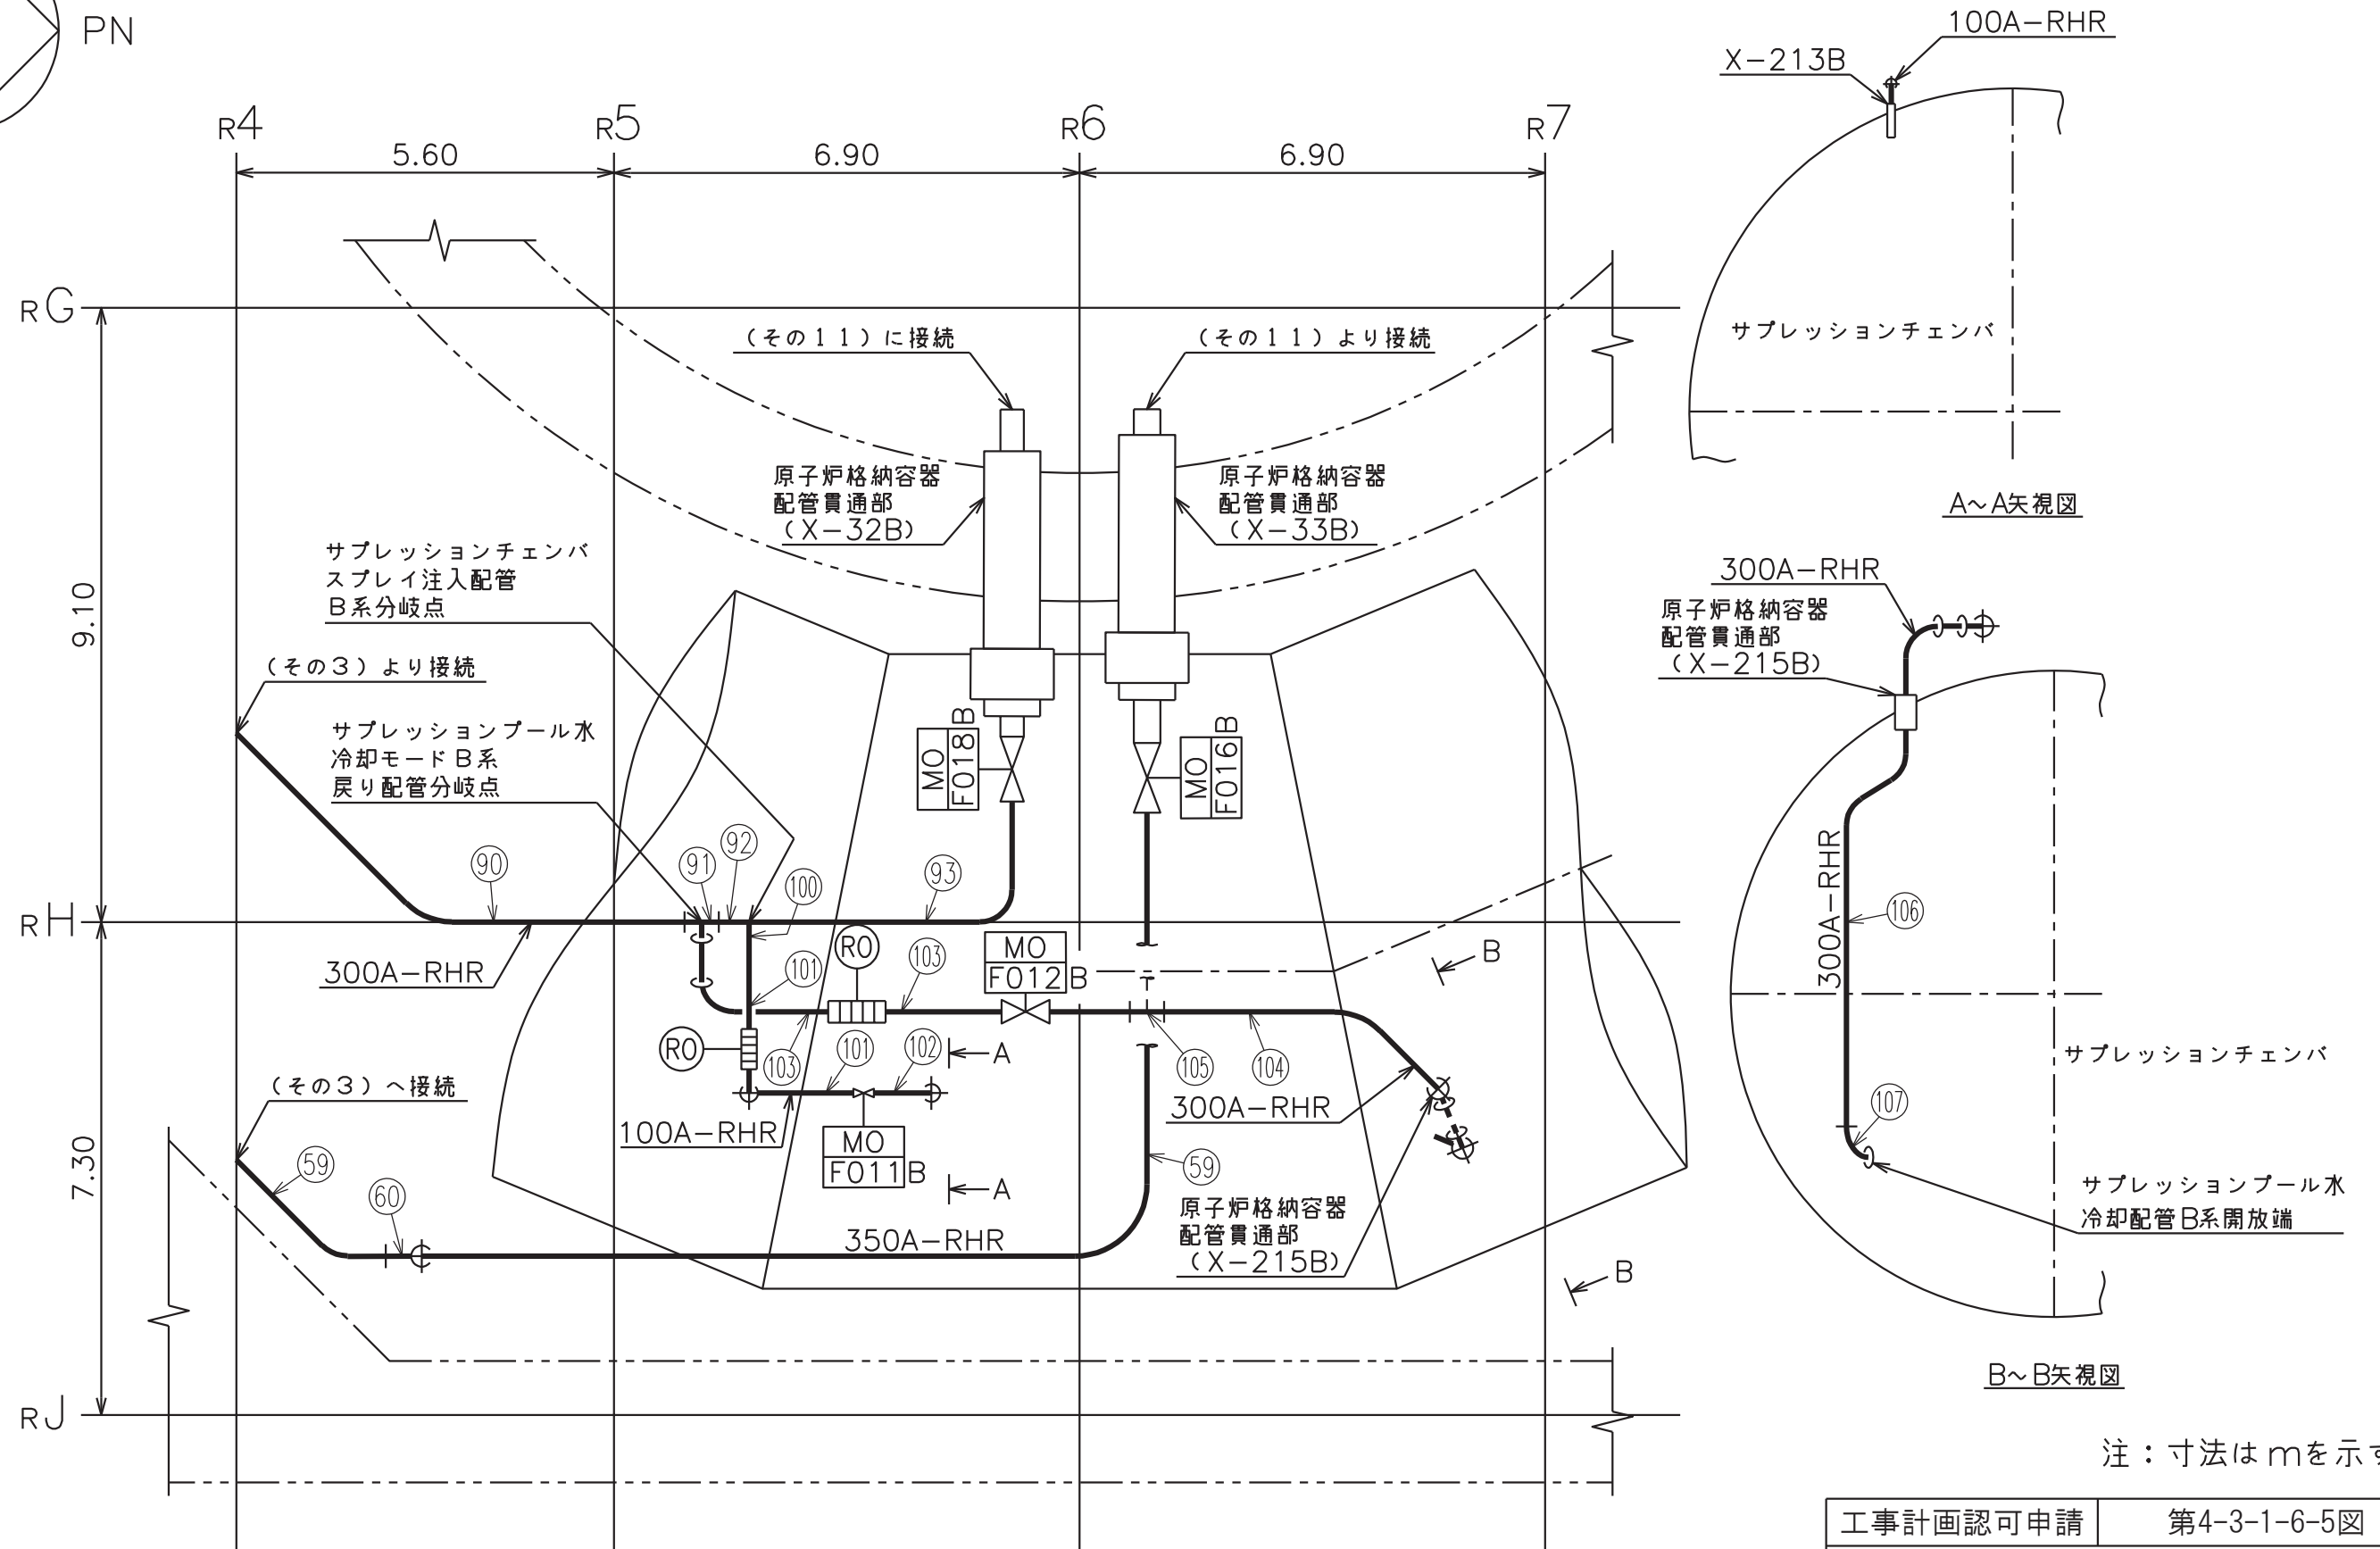 PN
R4
R5
R6
R7
5.60
6.90
6.90
RG
RH
RJ
9.10
7.30
(その11)に接続
(その11)より接続
原子炉格納容器
配管貫通部
(X-32B)
原子炉格納容器
配管貫通部
(X-33B)
サプレッションチェンバ
スプレイ注入配管
B系分岐点
(その3)より接続
サプレッションプール水
冷却モードB系
戻り配管分岐点
MO
F018B
MO
F016B
90
91
92
100
93
300A-RHR
101
RO
103
MO
F012B
B
RO
103
101
102
A
105
104
300A-RHR
(その3)へ接続
100A-RHR
MO
F011B
A
59
60
59
350A-RHR
原子炉格納容器
配管貫通部
(X-215B)
B
100A-RHR
X-213B
サプレッションチェンバ
A~A矢視図
300A-RHR
原子炉格納容器
配管貫通部
(X-215B)
300A-RHR
106
サプレッションチェンバ
107
サプレッションプール水
冷却配管B系開放端
B~B矢視図
注:寸法はmを示す
工事計画認可申請
第4-3-1-6-5図